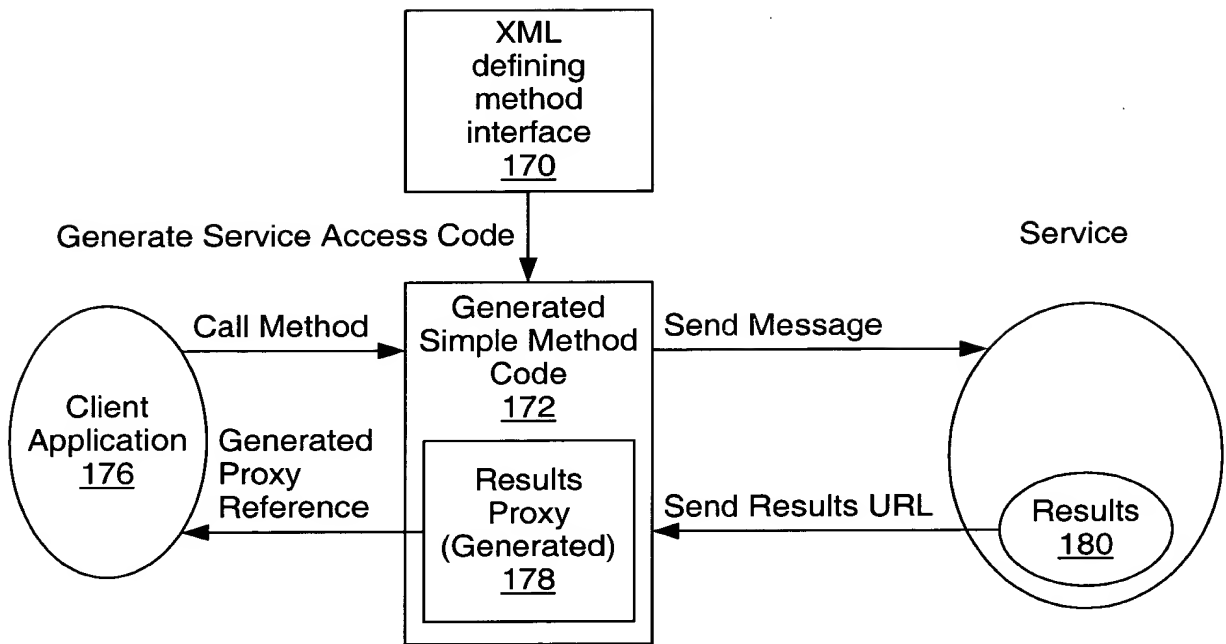 XML
defining
method
interface
170
Generate Service Access Code
Service
Call Method
Generated
Simple Method
Code
172
Send Message
Client
Application
176
Generated
Proxy
Reference
Results
Proxy
(Generated)
178
Send Results URL
Results
180